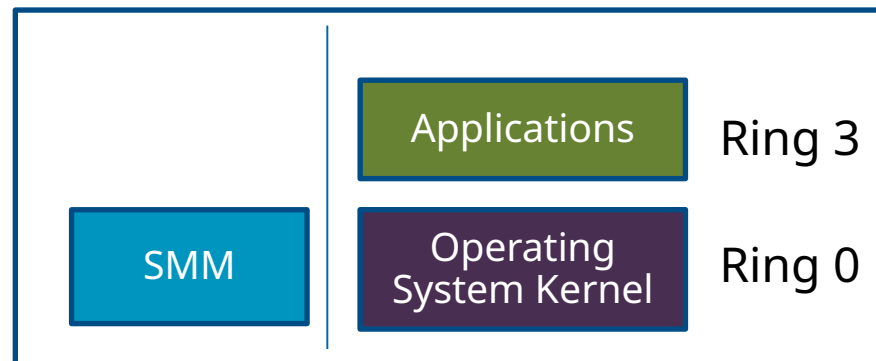 Applications
Ring 3
SMM
Operating
System Kernel
Ring 0